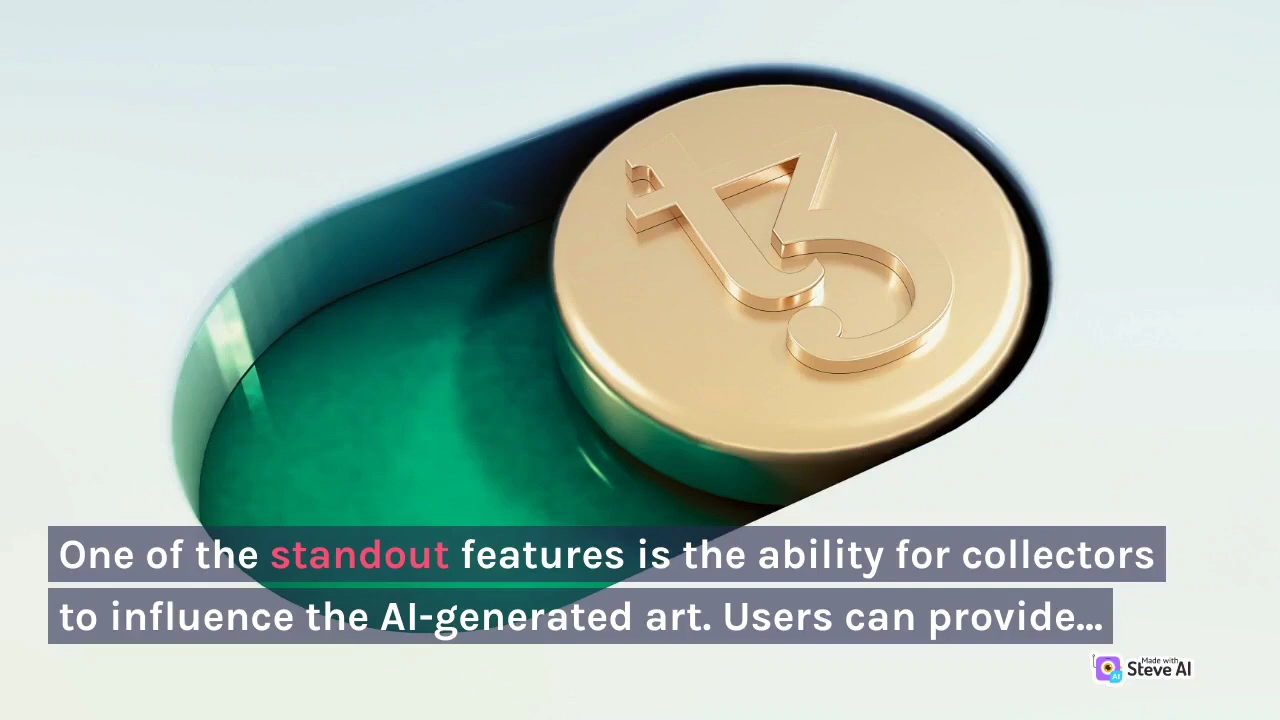 One of the standout features is the ability for collectors
to influence the AI-generated art. Users can provide...
Made with
Steve AI